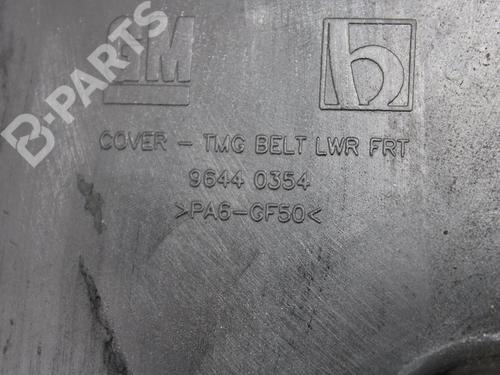 GM
B-PARTS
COVER - TMG BELT LWR FRT
9644 0354
>PA6-GF50<